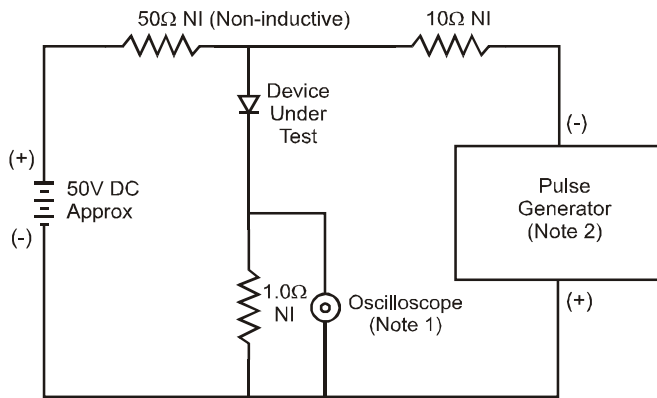 50Ω NI (Non-inductive)
10Ω NI
Device
Under
Test
(-)
(+)
50V DC
Approx
(-)
Pulse
Generator
(Note 2)
1.0Ω
NI
Oscilloscope
(Note 1)
(+)